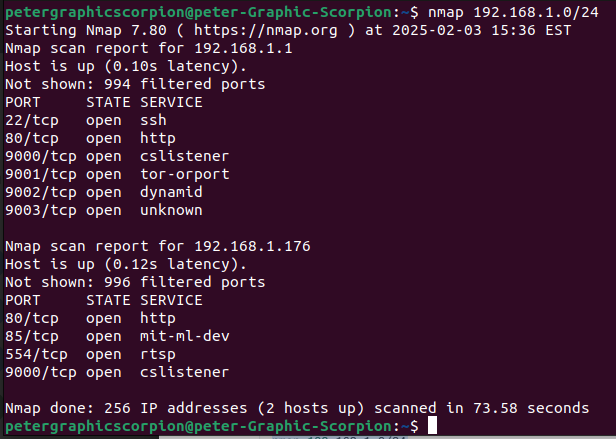 petergraphicscorpion@peter-Graphic-Scorpion:~$ nmap 192.168.1.0/24
Starting Nmap 7.80 ( https://nmap.org ) at 2025-02-03 15:36 EST
Nmap scan report for 192.168.1.1
Host is up (0.10s latency).
Not shown: 994 filtered ports
PORT     STATE SERVICE
22/tcp   open  ssh
80/tcp   open  http
9000/tcp open  cslistener
9001/tcp open  tor-orport
9002/tcp open  dynamid
9003/tcp open  unknown

Nmap scan report for 192.168.1.176
Host is up (0.12s latency).
Not shown: 996 filtered ports
PORT     STATE SERVICE
80/tcp   open  http
85/tcp   open  mit-ml-dev
554/tcp  open  rtsp
9000/tcp open  cslistener

Nmap done: 256 IP addresses (2 hosts up) scanned in 73.58 seconds
petergraphicscorpion@peter-Graphic-Scorpion:~$